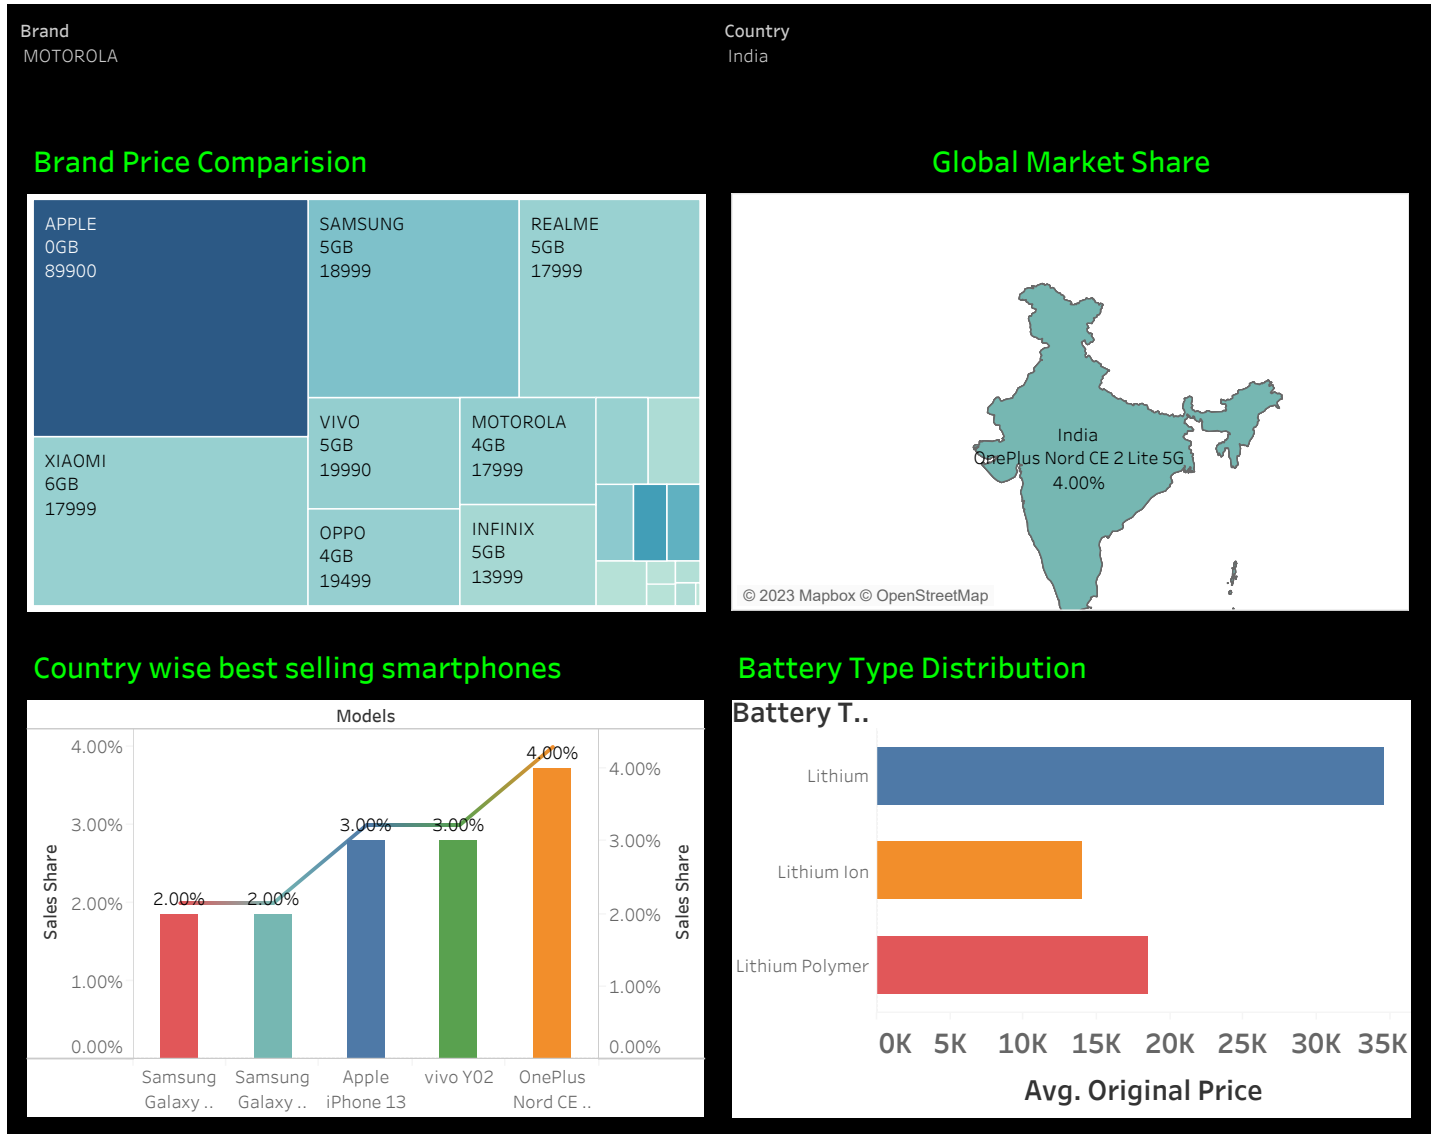 Brand
MOTOROLA
Country
India
Brand Price Comparision
APPLE
0GB
89900
SAMSUNG
5GB
18999
REALME
5GB
17999
XIAOMI
6GB
17999
VIVO
5GB
19990
MOTOROLA
4GB
17999
OPPO
4GB
19499
INFINIX
5GB
13999
Global Market Share
India
OnePlus Nord CE 2 Lite 5G
4.00%
© 2023 Mapbox © OpenStreetMap
Country wise best selling smartphones
Models
Sales Share
4.00%
3.00%
2.00%
1.00%
0.00%
2.00%
2.00%
3.00%
3.00%
4.00%
4.00%
3.00%
2.00%
1.00%
0.00%
Sales Share
Samsung
Galaxy ..
Samsung
Galaxy ..
Apple
iPhone 13
vivo Y02
OnePlus
Nord CE ..
Battery Type Distribution
Battery T..
Lithium
Lithium Ion
Lithium Polymer
0K 5K 10K 15K 20K 25K 30K 35K
Avg. Original Price